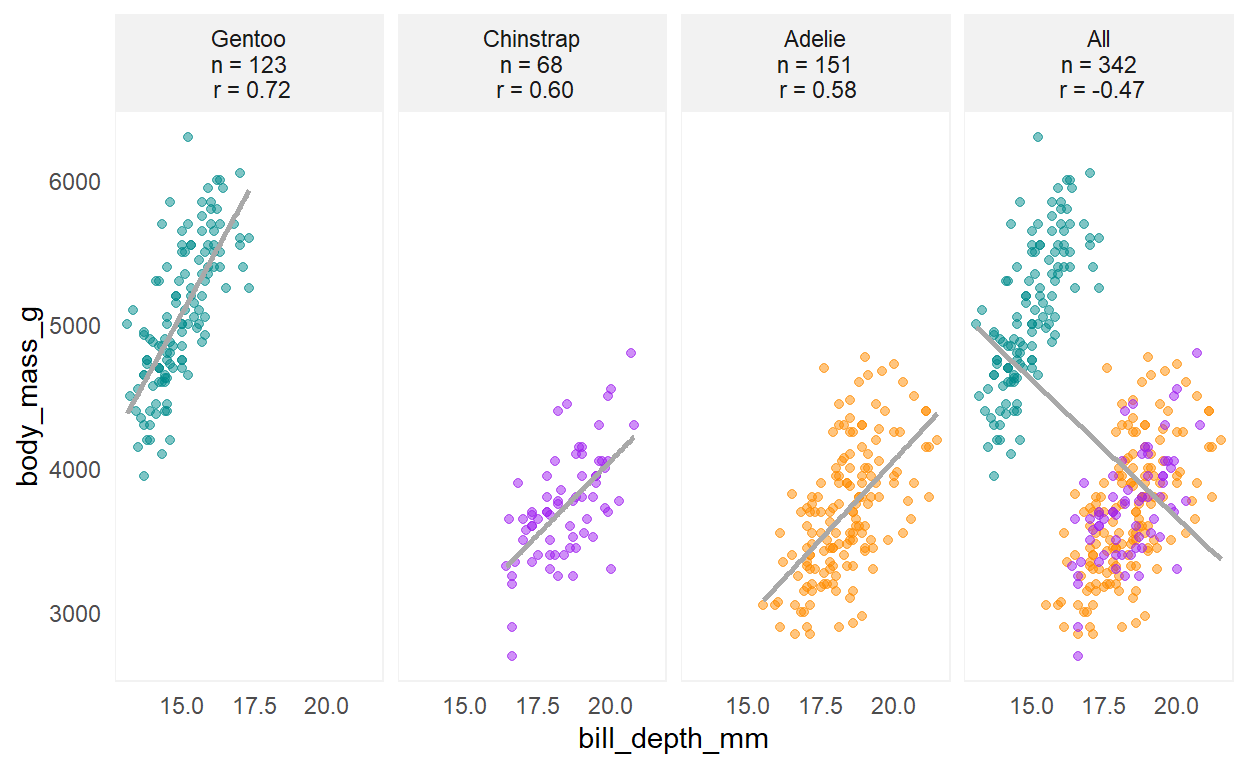 Gentoo
n = 123
r = 0.72
Chinstrap
n = 68
r = 0.60
Adelie
n = 151
r = 0.58
All
n = 342
r = -0.47
body_mass_g
6000
5000
4000
3000
15.0 17.5 20.0 15.0 17.5 20.0 15.0 17.5 20.0 15.0 17.5 20.0
bill_depth_mm